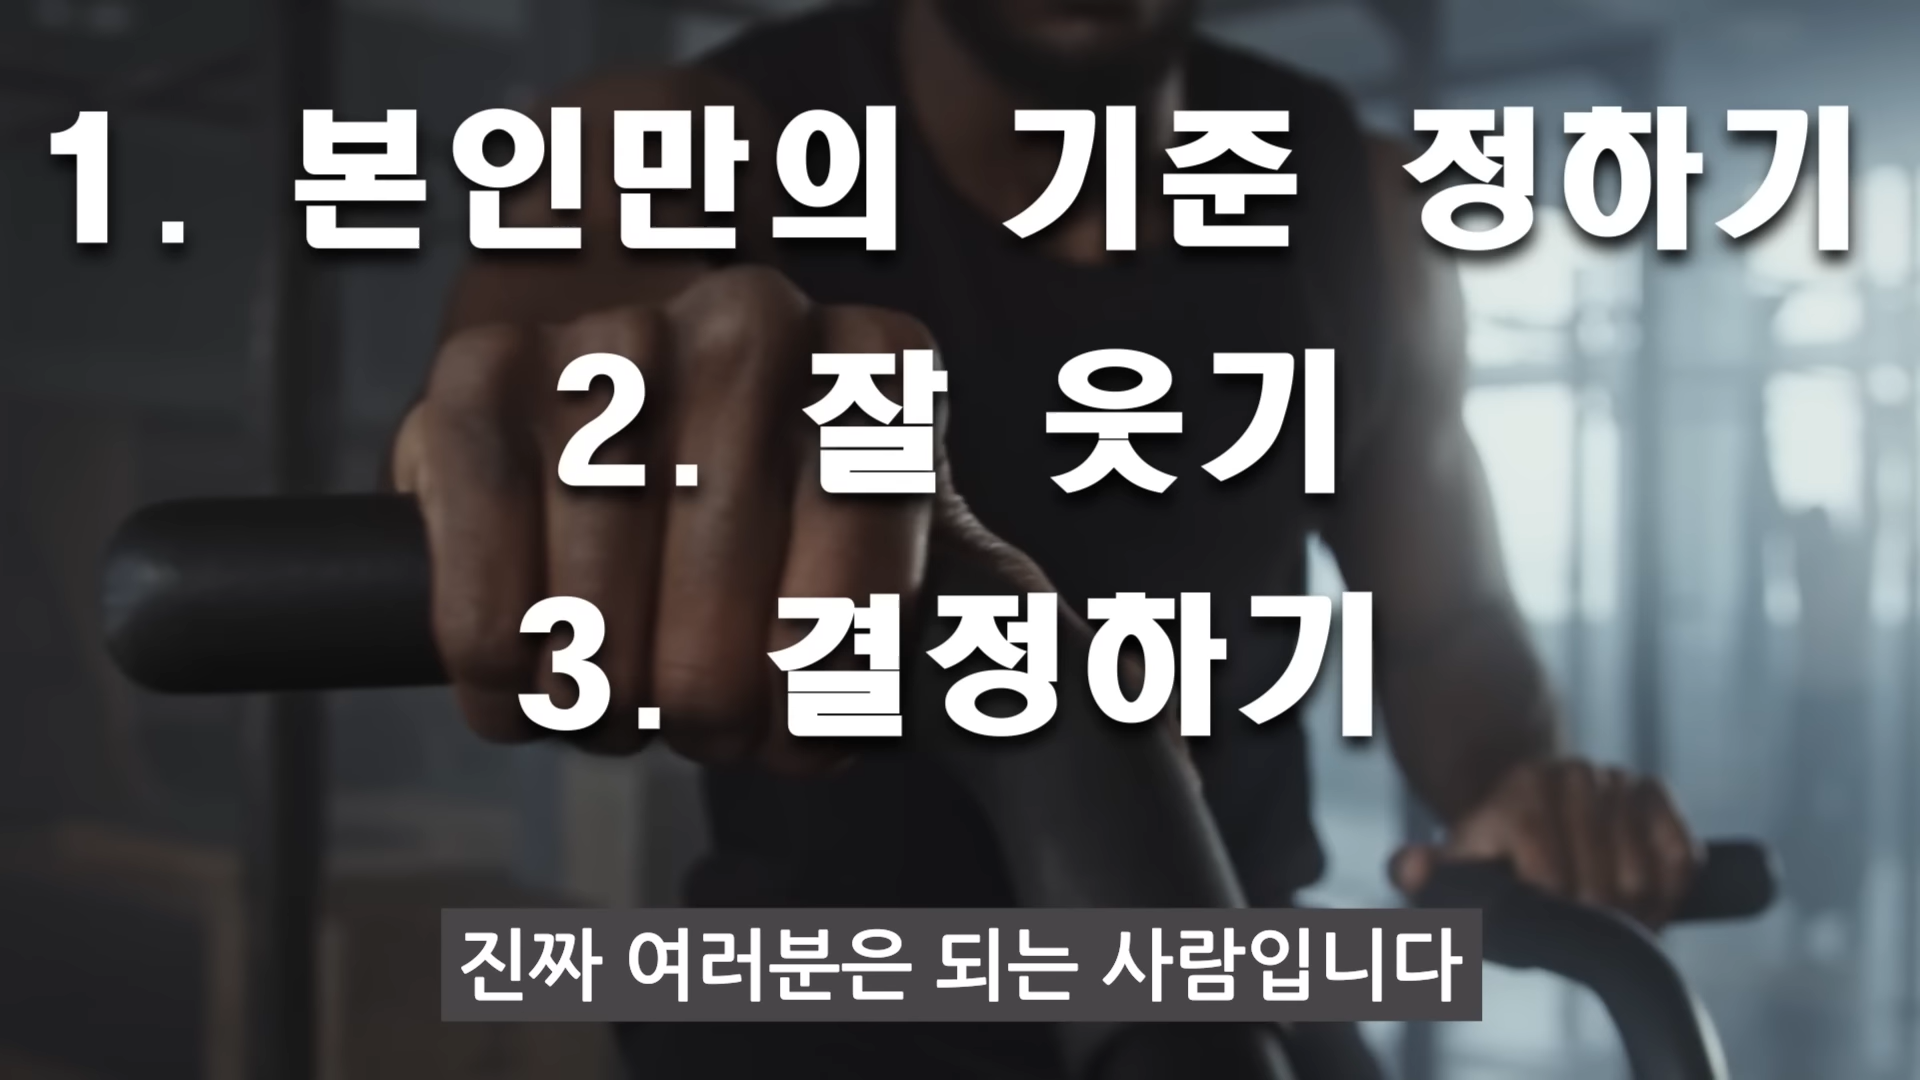 1. 본인만의 기준 정하기
2. 잘 웃기
3. 결정하기
진짜 여러분은 되는 사람입니다